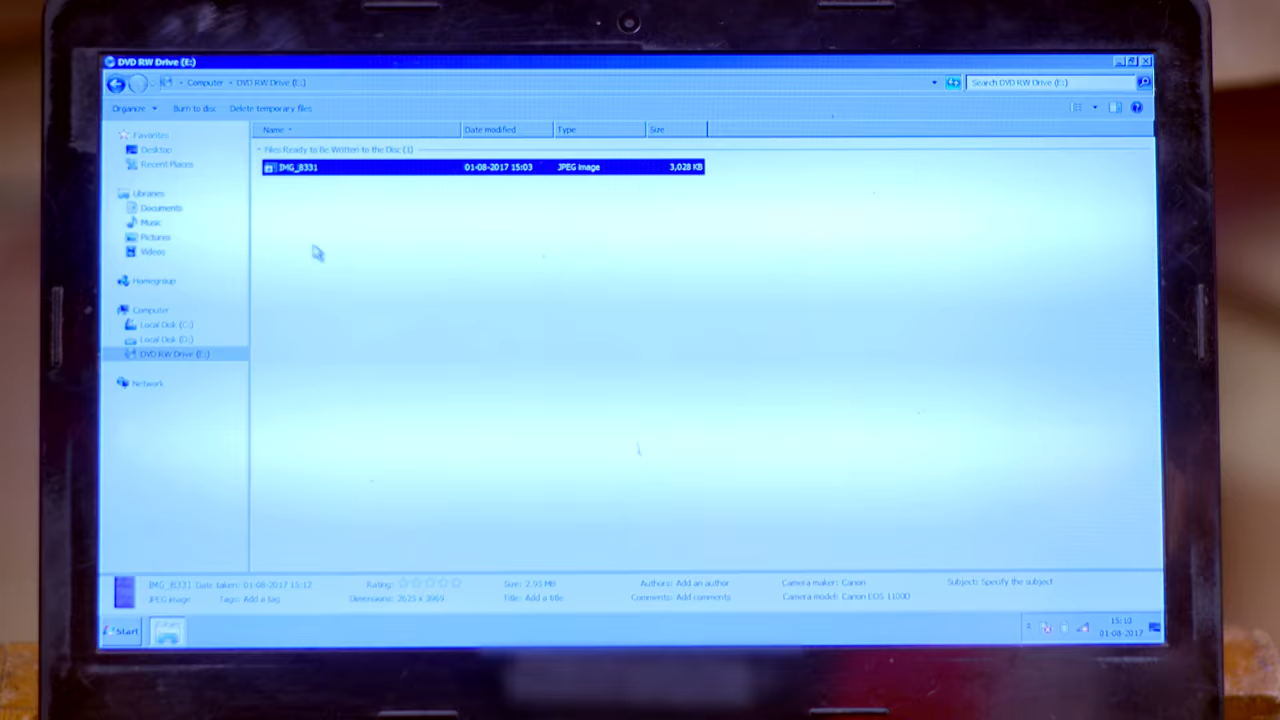 DVD RW Drive (E:)
Computer DVD RW Drive (E:) Search DVD RW Drive (E:)
Organize Burn to disc Delete temporary files
Name Date modified Type Size
Favorites
Files Ready to Be Written to the Disc (1)
Desktop
Recent Places
IMG_8331 01-08-2017 15:03 JPEG image 3,028 KB
Libraries
Documents
Music
Pictures
Videos
Homegroup
Computer
Local Disk (C:)
Local Disk (D:)
DVD RW Drive (E:)
Network
IMG_8331 Date taken: 01-08-2017 15:12 Rating: Size: 2.95 MB Authors: Add an author Camera maker: Canon Subject: Specify the subject
JPEG image Tags: Add a tag Dimensions: 2625 x 3969 Title: Add a title Comments: Add comments Camera model: Canon EOS 1100D
Start 15:10
01-08-2017